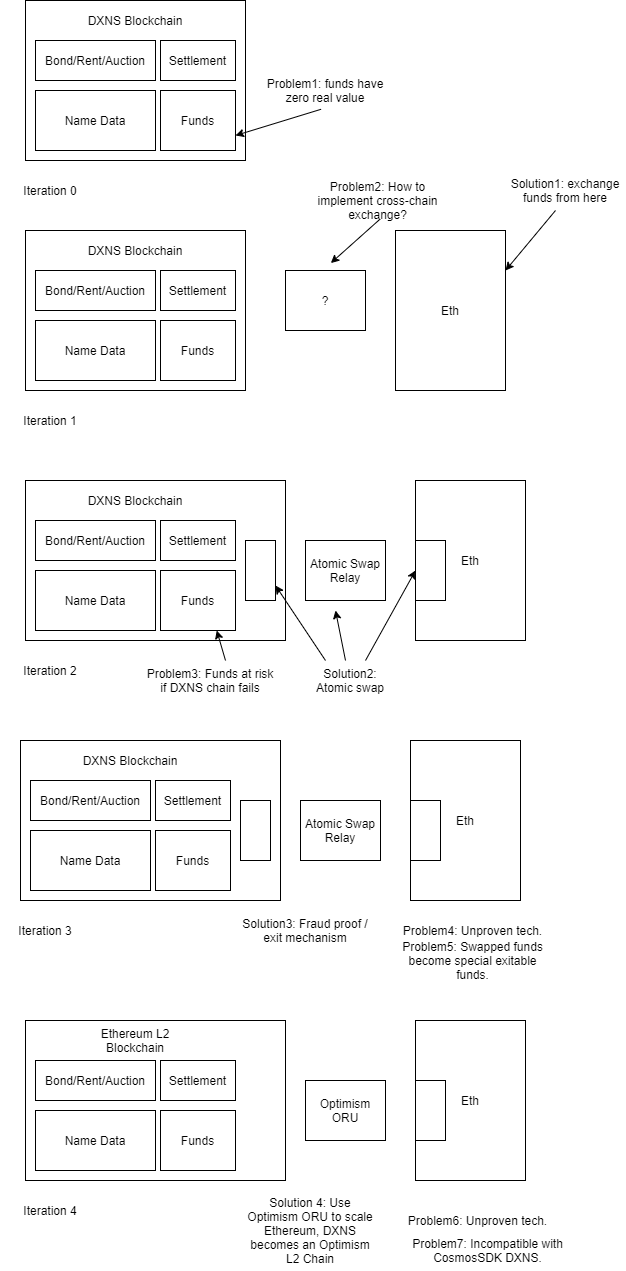 DXNS Blockchain
Bond/Rent/Auction
Settlement
Name Data
Funds
Problem1: funds have
zero real value
Iteration 0
Problem2: How to
implement cross-chain
exchange?
Solution1: exchange
funds from here
DXNS Blockchain
Bond/Rent/Auction
Settlement
?
Eth
Name Data
Funds
Iteration 1
DXNS Blockchain
Bond/Rent/Auction
Settlement
Atomic Swap
Relay
Eth
Name Data
Funds
Iteration 2
Problem3: Funds at risk
if DXNS chain fails
Solution2:
Atomic swap
DXNS Blockchain
Bond/Rent/Auction
Settlement
Atomic Swap
Relay
Eth
Name Data
Funds
Iteration 3
Solution3: Fraud proof /
exit mechanism
Problem4: Unproven tech.
Problem5: Swapped funds
become special exitable
funds.
Ethereum L2
Blockchain
Bond/Rent/Auction
Settlement
Optimism
ORU
Eth
Name Data
Funds
Iteration 4
Solution 4: Use
Optimism ORU to scale
Ethereum, DXNS
becomes an Optimism
L2 Chain
Problem6: Unproven tech.
Problem7: Incompatible with
CosmosSDK DXNS.